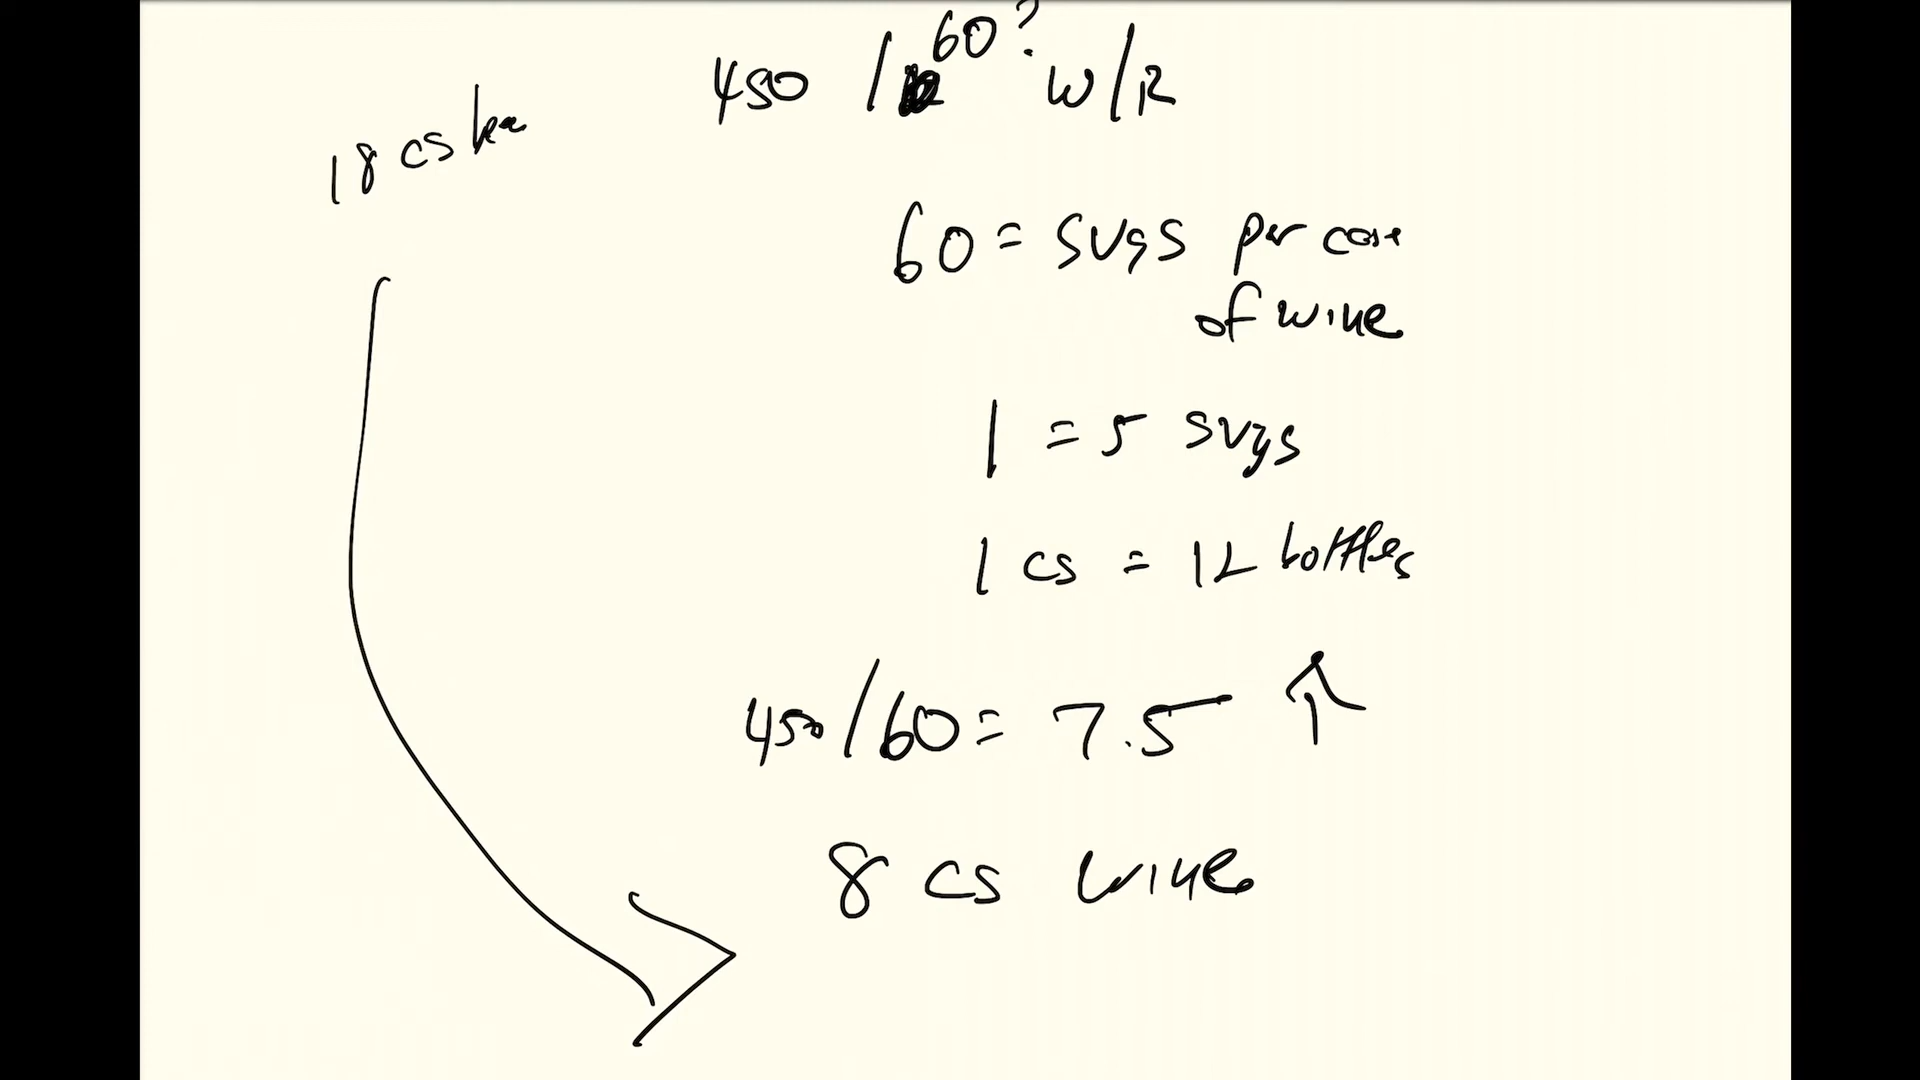 60?
450 / W/R
18 cs
60 = svgs per case
of wine
1 = 5 svgs
1 cs = 12 bottles
450/60 = 7.5 ↑
8 cs wine